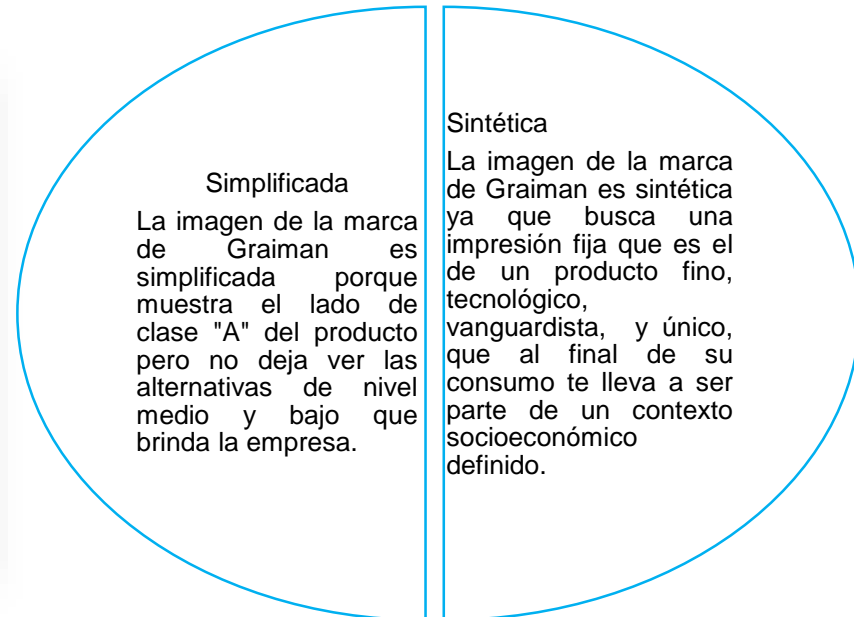 Simplificada
La imagen de la marca
de Graiman es
simplificada porque
muestra el lado de
clase "A" del producto
pero no deja ver las
alternativas de nivel
medio y bajo que
brinda la empresa.
Sintética
La imagen de la marca
de Graiman es sintética
ya que busca una
impresión fija que es el
de un producto fino,
tecnológico,
vanguardista, y único,
que al final de su
consumo te lleva a ser
parte de un contexto
socioeconómico
definido.